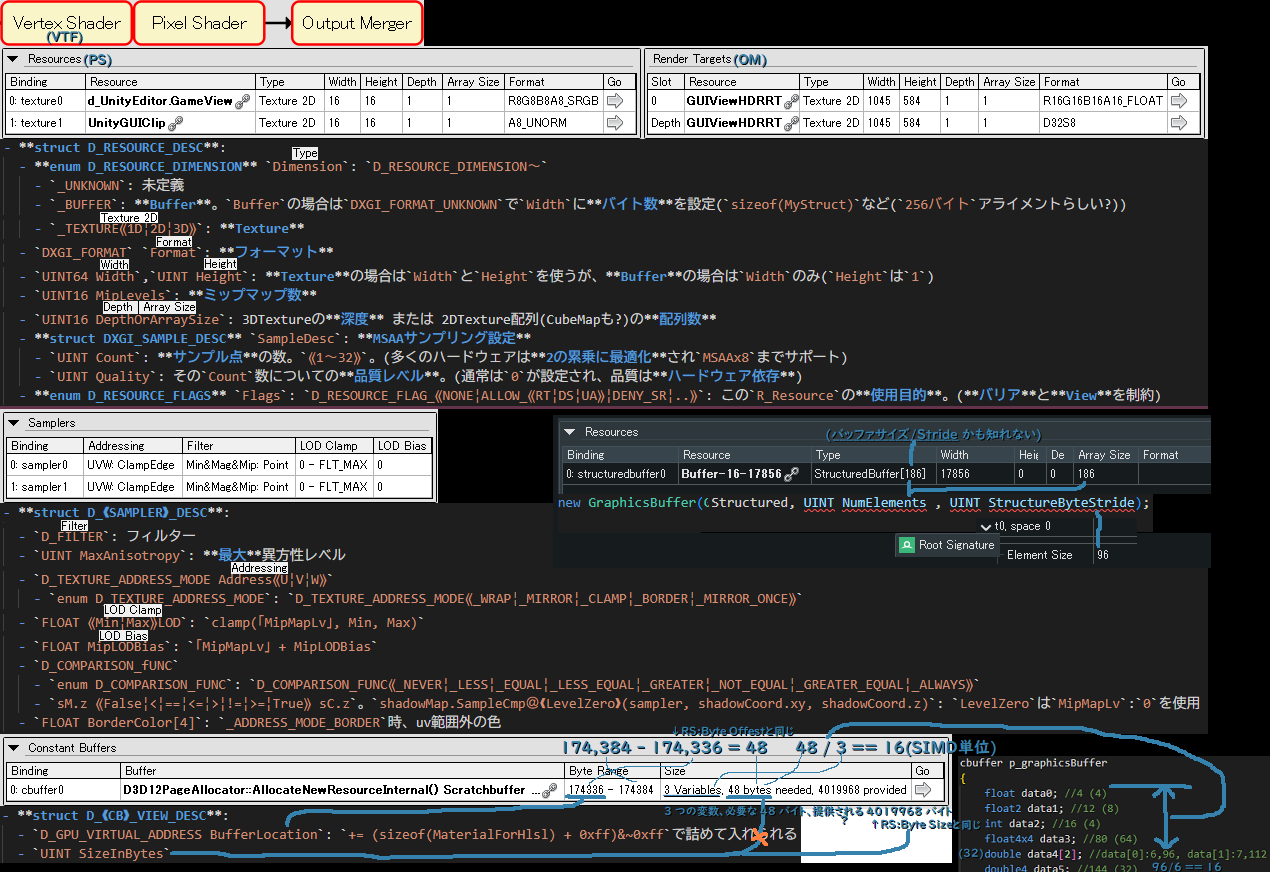 Vertex Shader
(VTF)
Pixel Shader
Output Merger
Resources (PS)
Binding Resource Type Width Height Depth Array Size Format Go
0: texture0 d_UnityEditor.GameView Texture 2D 16 16 1 1 R8G8B8A8_SRGB
1: texture1 UnityGUIClip Texture 2D 16 16 1 1 A8_UNORM
Render Targets (OM)
Slot Resource Type Width Height Depth Array Size Format Go
0 GUIViewHDRRT Texture 2D 1045 584 1 1 R16G16B16A16_FLOAT
Depth GUIViewHDRRT Texture 2D 1045 584 1 1 D32S8
- **struct D_RESOURCE_DESC**:
Type
- **enum D_RESOURCE_DIMENSION** `Dimension`: `D_RESOURCE_DIMENSION～`
- `_UNKNOWN`: 未定義
- `_BUFFER`: **Buffer**。`Buffer`の場合は`DXGI_FORMAT_UNKNOWN`で`Width`に**バイト数**を設定(`sizeof(MyStruct)`など(`256バイト`アライメントらしい?))
Texture 2D
- `_TEXTURE《1D¦2D¦3D》`: **Texture**
Format
- `DXGI_FORMAT` `Format`: **フォーマット**
Width Height
- `UINT64 Width`,`UINT Height`: **Texture**の場合は`Width`と`Height`を使うが、**Buffer**の場合は`Width`のみ(`Height`は`1`)
- `UINT16 MipLevels`: **ミップマップ数**
Depth Array Size
- `UINT16 DepthOrArraySize`: 3DTextureの**深度** または 2DTexture配列(CubeMapも?)の**配列数**
- **struct DXGI_SAMPLE_DESC** `SampleDesc`: **MSAAサンプリング設定**
- `UINT Count`: **サンプル点**の数。`《1～32》`。(多くのハードウェアは**2の累乗に最適化**され`MSAAx8`までサポート)
- `UINT Quality`: その`Count`数についての**品質レベル**。(通常は`0`が設定され、品質は**ハードウェア依存**)
- **enum D_RESOURCE_FLAGS** `Flags`: `D_RESOURCE_FLAG_《NONE¦ALLOW_《RT¦DS¦UA》¦DENY_SR¦..》`: この`R_Resource`の**使用目的**。(**バリア**と**View**を制約)
Samplers
Binding Addressing Filter LOD Clamp LOD Bias
0: sampler0 UVW: ClampEdge Min&Mag&Mip: Point 0 - FLT_MAX 0
1: sampler1 UVW: ClampEdge Min&Mag&Mip: Point 0 - FLT_MAX 0
Resources
(バッファサイズ/Stride かも知れない)
Binding Resource Type Width Hei De Array Size Format
0: structuredbuffer0 Buffer-16-17856 StructuredBuffer[186] 17856 0 0 186
new GraphicsBuffer((Structured, UINT NumElements , UINT StructureByteStride);
t0, space 0
Root Signature
Element Size 96
- **struct D_《SAMPLER》_DESC**:
Filter
- `D_FILTER`: フィルター
- `UINT MaxAnisotropy`: **最大**異方性レベル
Addressing
- `D_TEXTURE_ADDRESS_MODE Address《U¦V¦W》`
- `enum D_TEXTURE_ADDRESS_MODE`: `D_TEXTURE_ADDRESS_MODE《_WRAP¦_MIRROR¦_CLAMP¦_BORDER¦_MIRROR_ONCE》`
LOD Clamp
- `FLOAT 《Min¦Max》LOD`: `clamp(「MipMapLv」, Min, Max)`
LOD Bias
- `FLOAT MipLODBias`: `「MipMapLv」+ MipLODBias`
- `D_COMPARISON_fUNC`
- `enum D_COMPARISON_FUNC`: `D_COMPARISON_FUNC《_NEVER¦_LESS¦_EQUAL¦_LESS_EQUAL¦_GREATER¦_NOT_EQUAL¦_GREATER_EQUAL¦_ALWAYS》`
- `sM.z 《False¦<¦==¦<=¦>¦!=¦>=¦True》 sC.z`。`shadowMap.SampleCmp＠《LevelZero》(sampler, shadowCoord.xy, shadowCoord.z)`: `LevelZero`は`MipMapLv`:`0`を使用
- `FLOAT BorderColor[4]`: `_ADDRESS_MODE_BORDER`時、uv範囲外の色
↓RS:Byte Offestと同じ
Constant Buffers
174,384 - 174,336 = 48 48 / 3 == 16(SIMD単位)
Binding Buffer Byte Range Size Go
0: cbuffer0 D3D12PageAllocator::AllocateNewResourceInternal() Scratchbuffer ... 174336 - 174384 3 Variables, 48 bytes needed, 4019968 provided
3つの変数、必要な 48 バイト、提供される 4019968 バイト
?
↑RS:Byte Sizeと同じ
- **struct D_《CB》_VIEW_DESC**:
- `D_GPU_VIRTUAL_ADDRESS BufferLocation`: `+= (sizeof(MaterialForHlsl) + 0xff)&~0xff`で詰めて入れられる
- `UINT SizeInBytes`
cbuffer p_graphicsBuffer
{
float data0; //4 (4)
float2 data1; //12 (8)
int data2; //16 (4)
float4x4 data3; //80 (64)
(32)double data4[2]; //data[0]:6,96, data[1]:7,112
double4 data5; //144 (32) 96/6 == 16